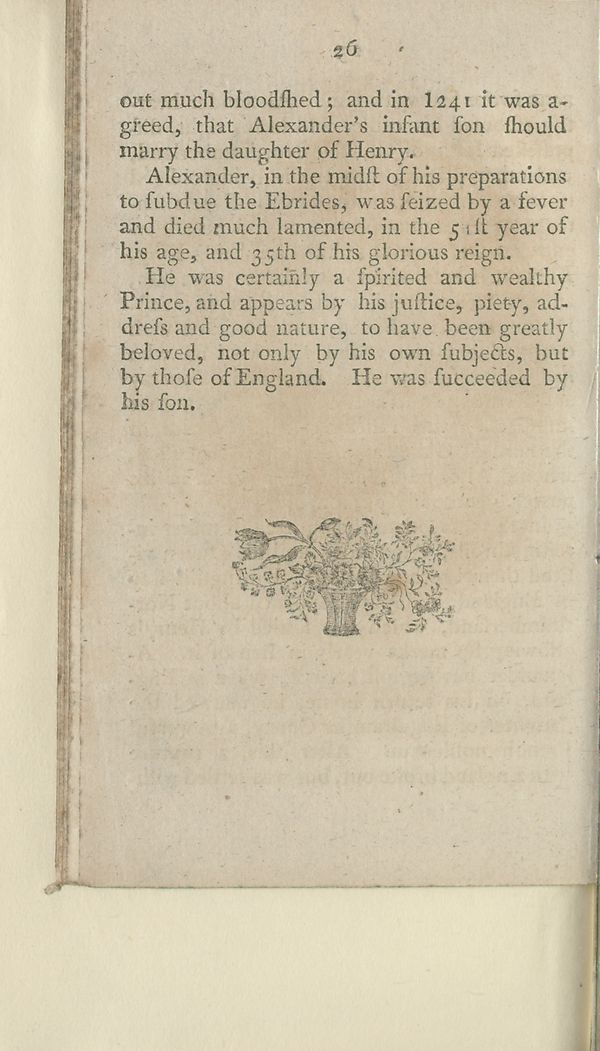 26
out much bloodſhed; and in 1241 it was a-
greed, that Alexander's infant ſon ſhould
marry the daughter of Henry.
Alexander, in the midſt of his preparations
to ſubdue the Ebrides, was ſeized by a fever
and died much lamented, in the 51ſt year of
his age, and 35th of his glorious reign.
He was certainly a ſpirited and wealthy
Prince, and appears by his juſtice, piety, ad-
dreſs and good nature, to have been greatly
beloved, not only by his own ſubjects, but
by thoſe of England. He was ſucceeded by
his ſon.